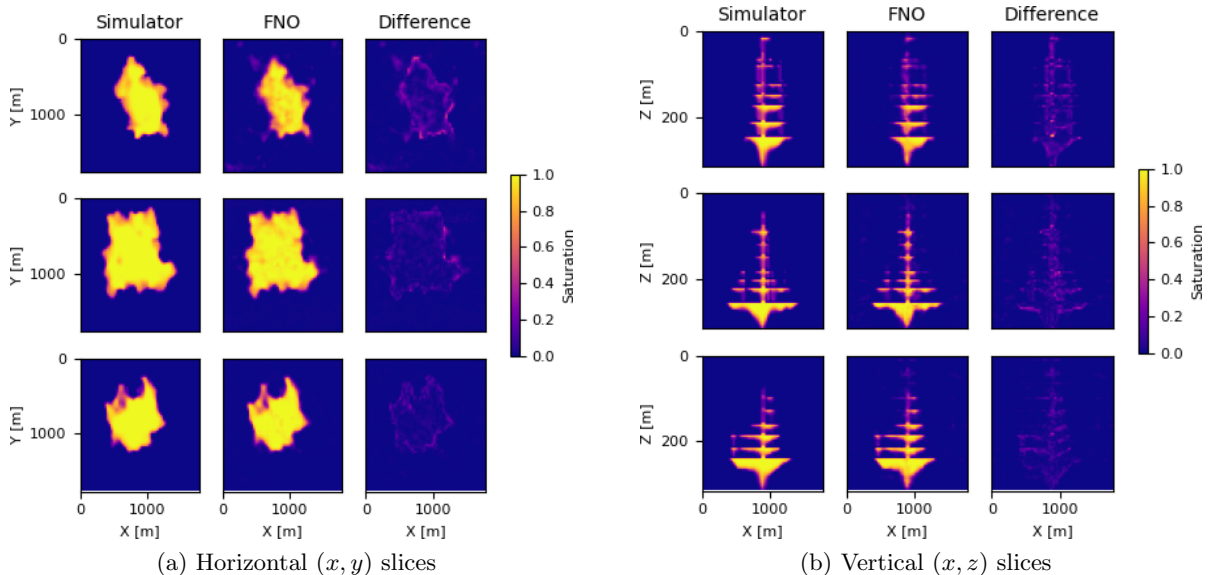 Simulator FNO Difference
0
Y [m]
1000
0
Y [m]
1000
0
Y [m]
1000
0 1000 0 1000 0 1000
X [m] X [m] X [m]
1.0
0.8
0.6
0.4
0.2
0.0
Saturation
(a) Horizontal (x, y) slices
Simulator FNO Difference
0
Z [m]
200
0
Z [m]
200
0
Z [m]
200
0 1000 0 1000 0 1000
X [m] X [m] X [m]
1.0
0.8
0.6
0.4
0.2
0.0
Saturation
(b) Vertical (x, z) slices